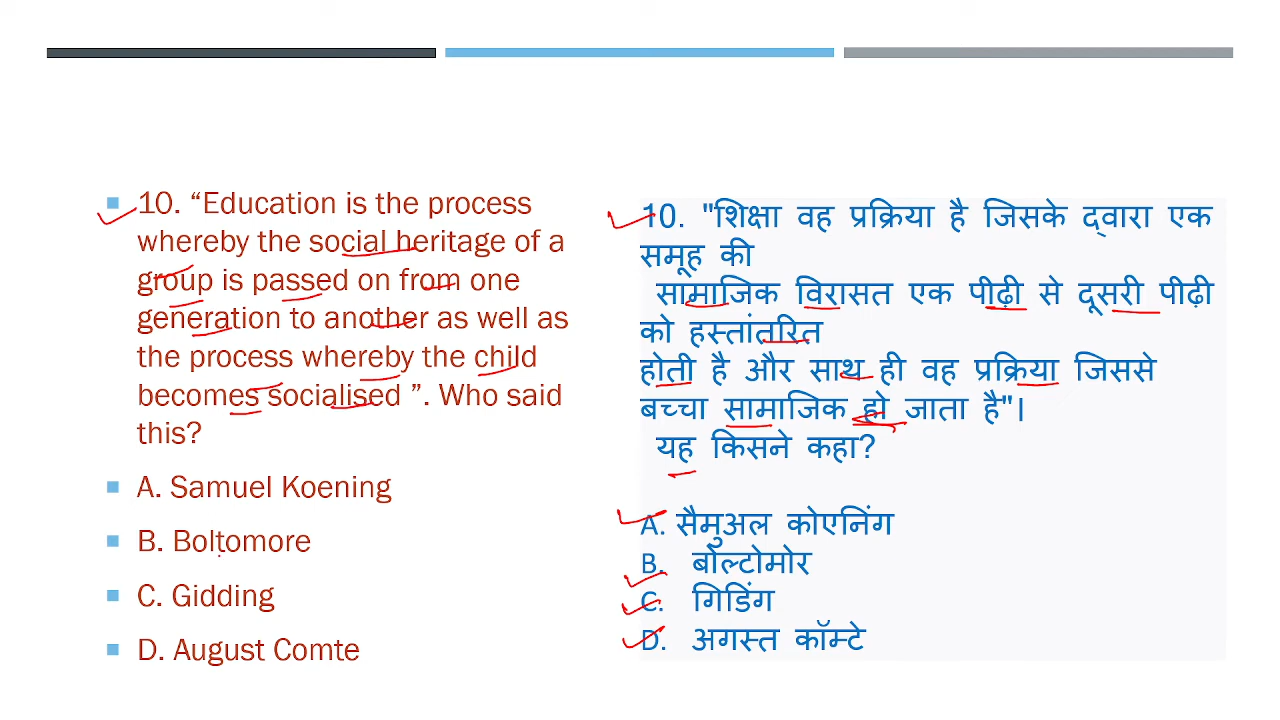 10. “Education is the process
whereby the social heritage of a
group is passed on from one
generation to another as well as
the process whereby the child
becomes socialised ”. Who said
this?
A. Samuel Koening
B. Boltomore
C. Gidding
D. August Comte
10. "शिक्षा वह प्रक्रिया है जिसके द्वारा एक
समूह की
सामाजिक विरासत एक पीढ़ी से दूसरी पीढ़ी
को हस्तांतरित
होती है और साथ ही वह प्रक्रिया जिससे
बच्चा सामाजिक हो जाता है"।
यह किसने कहा?
A. सैमुअल कोएनिंग
B. बोल्टोमोर
C. गिडिंग
D. अगस्त कॉम्टे